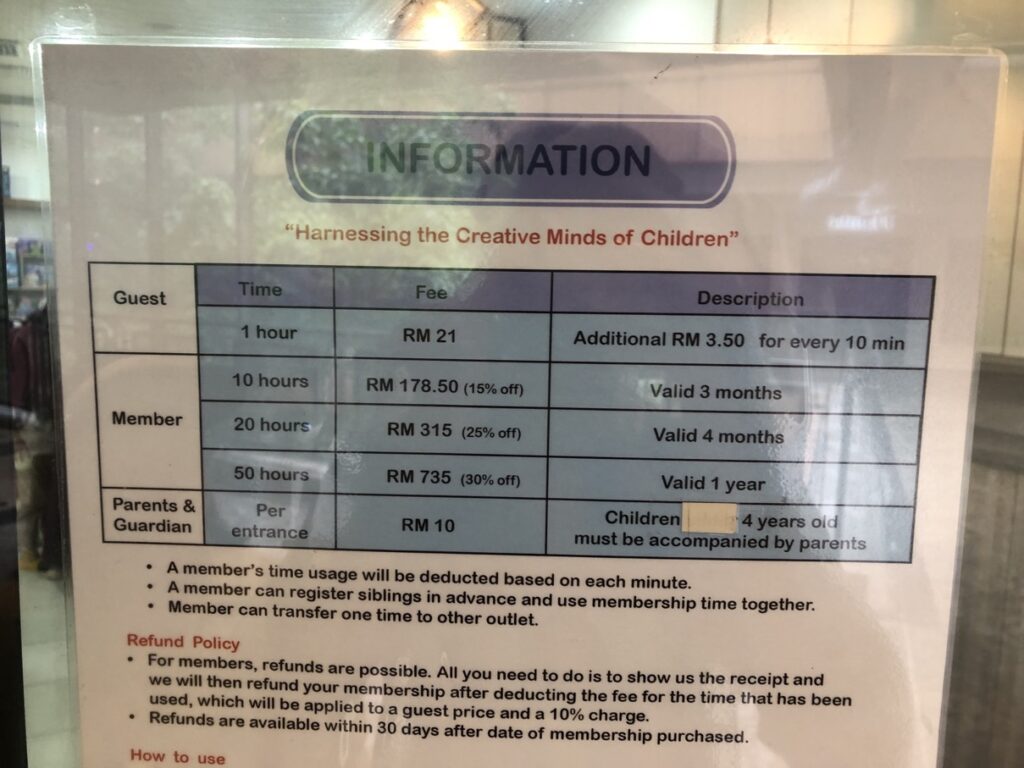 INFORMATION
“Harnessing the Creative Minds of Children”
Guest
Time
Fee
Description
1 hour
RM 21
Additional RM 3.50 for every 10 min
Member
10 hours
RM 178.50 (15% off)
Valid 3 months
20 hours
RM 315 (25% off)
Valid 4 months
50 hours
RM 735 (30% off)
Valid 1 year
Parents &
Guardian
Per
entrance
RM 10
Children 4 years old
must be accompanied by parents
• A member's time usage will be deducted based on each minute.
• A member can register siblings in advance and use membership time together.
• Member can transfer one time to other outlet.
Refund Policy
• For members, refunds are possible. All you need to do is to show us the receipt and
we will then refund your membership after deducting the fee for the time that has been
used, which will be applied to a guest price and a 10% charge.
• Refunds are available within 30 days after date of membership purchased.
How to use